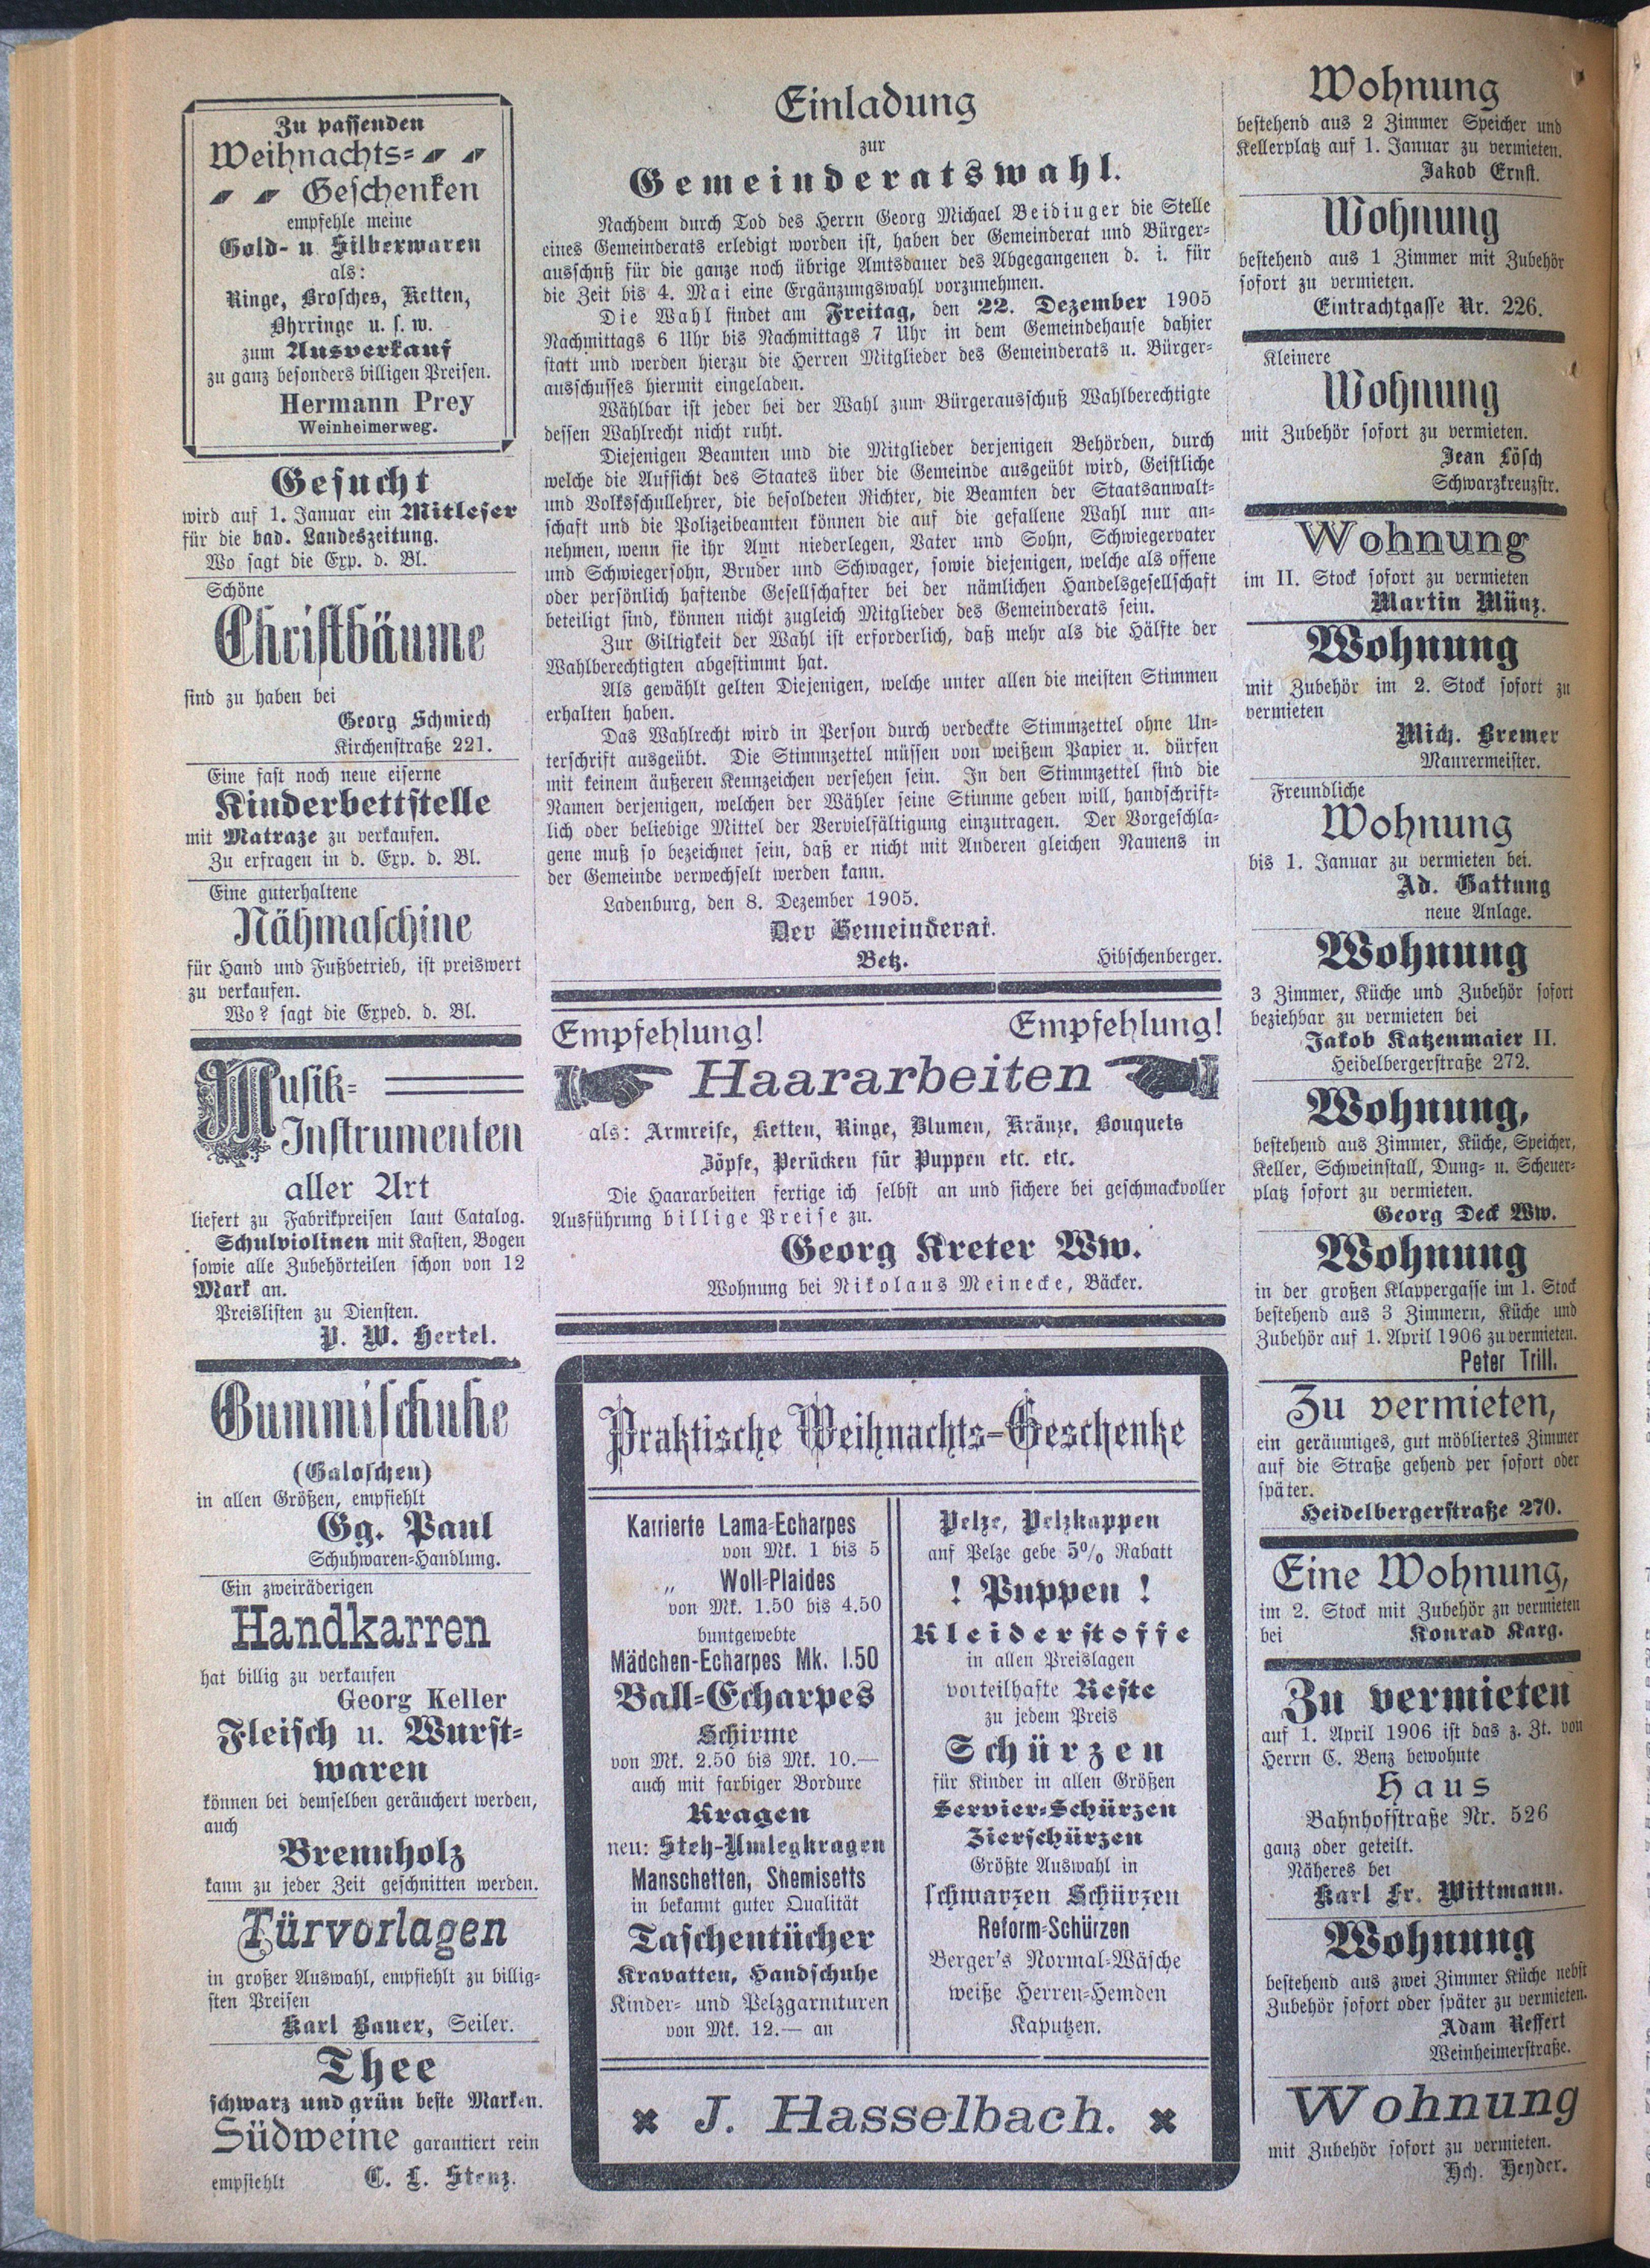 Zu passenden
Weihnachts-
Geschenken
empfehle meine
Gold- u. Silberwaren
als:
Ringe, Brosches, Ketten,
Ohrringe u. s. w.
zum Ausverkauf
zu ganz besonders billigen Preisen.
Hermann Prey
Weinheimerweg.
Gesucht
wird auf 1. Januar ein Mitleser
für die bad. Landeszeitung.
Wo sagt die Exp. d. Bl.
Schöne
Christbäume
sind zu haben bei
Georg Schmiech
Kirchenstraße 221.
Eine fast noch neue eiserne
Kinderbettstelle
mit Matraze zu verkaufen.
Zu erfragen in d. Exp. d. Bl.
Eine guterhaltene
Nähmaschine
für Hand und Fußbetrieb, ist preiswert
zu verkaufen.
Wo? sagt die Exped. d. Bl.
Musik-
Instrumenten
aller Art
liefert zu Fabrikpreisen laut Catalog.
Schulviolinen mit Kasten, Bogen
sowie alle Zubehörteilen schon von 12
Mark an.
Preislisten zu Diensten.
P. W. Hertel.
Gummischuhe
(Galoschen)
in allen Größen, empfiehlt
Gg. Paul
Schuhwaren-Handlung.
Ein zweiräderigen
Handkarren
hat billig zu verkaufen
Georg Keller
Fleisch u. Wurst-
waren
können bei demselben geräuchert werden,
auch
Brennholz
kann zu jeder Zeit geschnitten werden.
Türvorlagen
in großer Auswahl, empfiehlt zu billig-
sten Preisen
Karl Bauer, Seiler.
Thee
schwarz und grün beste Marken.
Südweine garantiert rein
empfiehlt C. L. Stenz.
Einladung
zur
Gemeinderatswahl.
Nachdem durch Tod des Herrn Georg Michael Beidinger die Stelle
eines Gemeinderats erledigt worden ist, haben der Gemeinderat und Bürger-
ausschuß für die ganze noch übrige Amtsdauer des Abgegangenen d. i. für
die Zeit bis 4. Mai eine Ergänzungswahl vorzunehmen.
Die Wahl findet am Freitag, den 22. Dezember 1905
Nachmittags 6 Uhr bis Nachmittags 7 Uhr in dem Gemeindehause dahier
statt und werden hierzu die Herren Mitglieder des Gemeinderats u. Bürger-
ausschusses hiermit eingeladen.
Wählbar ist jeder bei der Wahl zum Bürgerausschuß Wahlberechtigte
dessen Wahlrecht nicht ruht.
Diejenigen Beamten und die Mitglieder derjenigen Behörden, durch
welche die Aufsicht des Staates über die Gemeinde ausgeübt wird, Geistliche
und Volksschullehrer, die besoldeten Richter, die Beamten der Staatsanwalt-
schaft und die Polizeibeamten können die auf die gefallene Wahl nur an-
nehmen, wenn sie ihr Amt niederlegen, Vater und Sohn, Schwiegervater
und Schwiegersohn, Bruder und Schwager, sowie diejenigen, welche als offene
oder persönlich haftende Gesellschafter bei der nämlichen Handelsgesellschaft
beteiligt sind, können nicht zugleich Mitglieder des Gemeinderats sein.
Zur Giltigkeit der Wahl ist erforderlich, daß mehr als die Hälfte der
Wahlberechtigten abgestimmt hat.
Als gewählt gelten Diejenigen, welche unter allen die meisten Stimmen
erhalten haben.
Das Wahlrecht wird in Person durch verdeckte Stimmzettel ohne Un-
terschrift ausgeübt. Die Stimmzettel müssen von weißem Papier u. dürfen
mit keinem äußeren Kennzeichen versehen sein. In den Stimmzettel sind die
Namen derjenigen, welchen der Wähler seine Stimme geben will, handschrift-
lich oder beliebige Mittel der Vervielfältigung einzutragen. Der Vorgeschla-
gene muß so bezeichnet sein, daß er nicht mit Anderen gleichen Namens in
der Gemeinde verwechselt werden kann.
Ladenburg, den 8. Dezember 1905.
Der Gemeinderat.
Betz. Hibschenberger.
Empfehlung! Empfehlung!
Haararbeiten
als: Armreife, Ketten, Ringe, Blumen, Kränze, Bouquets
Zöpfe, Perücken für Puppen etc. etc.
Die Haararbeiten fertige ich selbst an und sichere bei geschmackvoller
Ausführung billige Preise zu.
Georg Kreter Ww.
Wohnung bei Nikolaus Meinecke, Bäcker.
Praktische Weihnachts-Geschenke
Karrierte Lama-Echarpes
von Mk. 1 bis 5
„ Woll-Plaides
von Mk. 1.50 bis 4.50
buntgewebte
Mädchen-Echarpes Mk. 1.50
Ball-Echarpes
Schirme
von Mk. 2.50 bis Mk. 10.—
auch mit farbiger Bordure
Kragen
neu: Steh-Umlegkragen
Manschetten, Shemisetts
in bekannt guter Qualität
Taschentücher
Kravatten, Handschuhe
Kinder- und Pelzgarnituren
von Mk. 12.— an
Pelze, Pelzkappen
auf Pelze gebe 5% Rabatt
! Puppen !
Kleiderstoffe
in allen Preislagen
vorteilhafte Reste
zu jedem Preis
Schürzen
für Kinder in allen Größen
Servier-Schürzen
Zierschürzen
Größte Auswahl in
schwarzen Schürzen
Reform-Schürzen
Berger's Normal-Wäsche
weiße Herren-Hemden
Kaputzen.
J. Hasselbach.
Wohnung
bestehend aus 2 Zimmer Speicher und
Kellerplatz auf 1. Januar zu vermieten.
Jakob Ernst.
Wohnung
bestehend aus 1 Zimmer mit Zubehör
sofort zu vermieten.
Eintrachtgasse Nr. 226.
Kleinere
Wohnung
mit Zubehör sofort zu vermieten.
Jean Lösch
Schwarzkreuzstr.
Wohnung
im II. Stock sofort zu vermieten
Martin Münz.
Wohnung
mit Zubehör im 2. Stock sofort zu
vermieten
Mich. Bremer
Maurermeister.
Freundliche
Wohnung
bis 1. Januar zu vermieten bei.
Ad. Gattung
neue Anlage.
Wohnung
3 Zimmer, Küche und Zubehör sofort
beziehbar zu vermieten bei
Jakob Katzenmaier II.
Heidelbergerstraße 272.
Wohnung,
bestehend aus Zimmer, Küche, Speicher,
Keller, Schweinstall, Dung- u. Scheuer-
platz sofort zu vermieten.
Georg Deck Ww.
Wohnung
in der großen Klappergasse im 1. Stock
bestehend aus 3 Zimmern, Küche und
Zubehör auf 1. April 1906 zu vermieten.
Peter Trill.
Zu vermieten,
ein geräumiges, gut möbliertes Zimmer
auf die Straße gehend per sofort oder
später.
Heidelbergerstraße 270.
Eine Wohnung,
im 2. Stock mit Zubehör zu vermieten
bei Konrad Karg.
Zu vermieten
auf 1. April 1906 ist das z. Zt. von
Herrn C. Benz bewohnte
Haus
Bahnhofstraße Nr. 526
ganz oder geteilt.
Näheres bei
Karl Fr. Wittmann.
Wohnung
bestehend aus zwei Zimmer Küche nebst
Zubehör sofort oder später zu vermieten.
Adam Reffert
Weinheimerstraße.
Wohnung
mit Zubehör sofort zu vermieten.
Hch. Heyder.